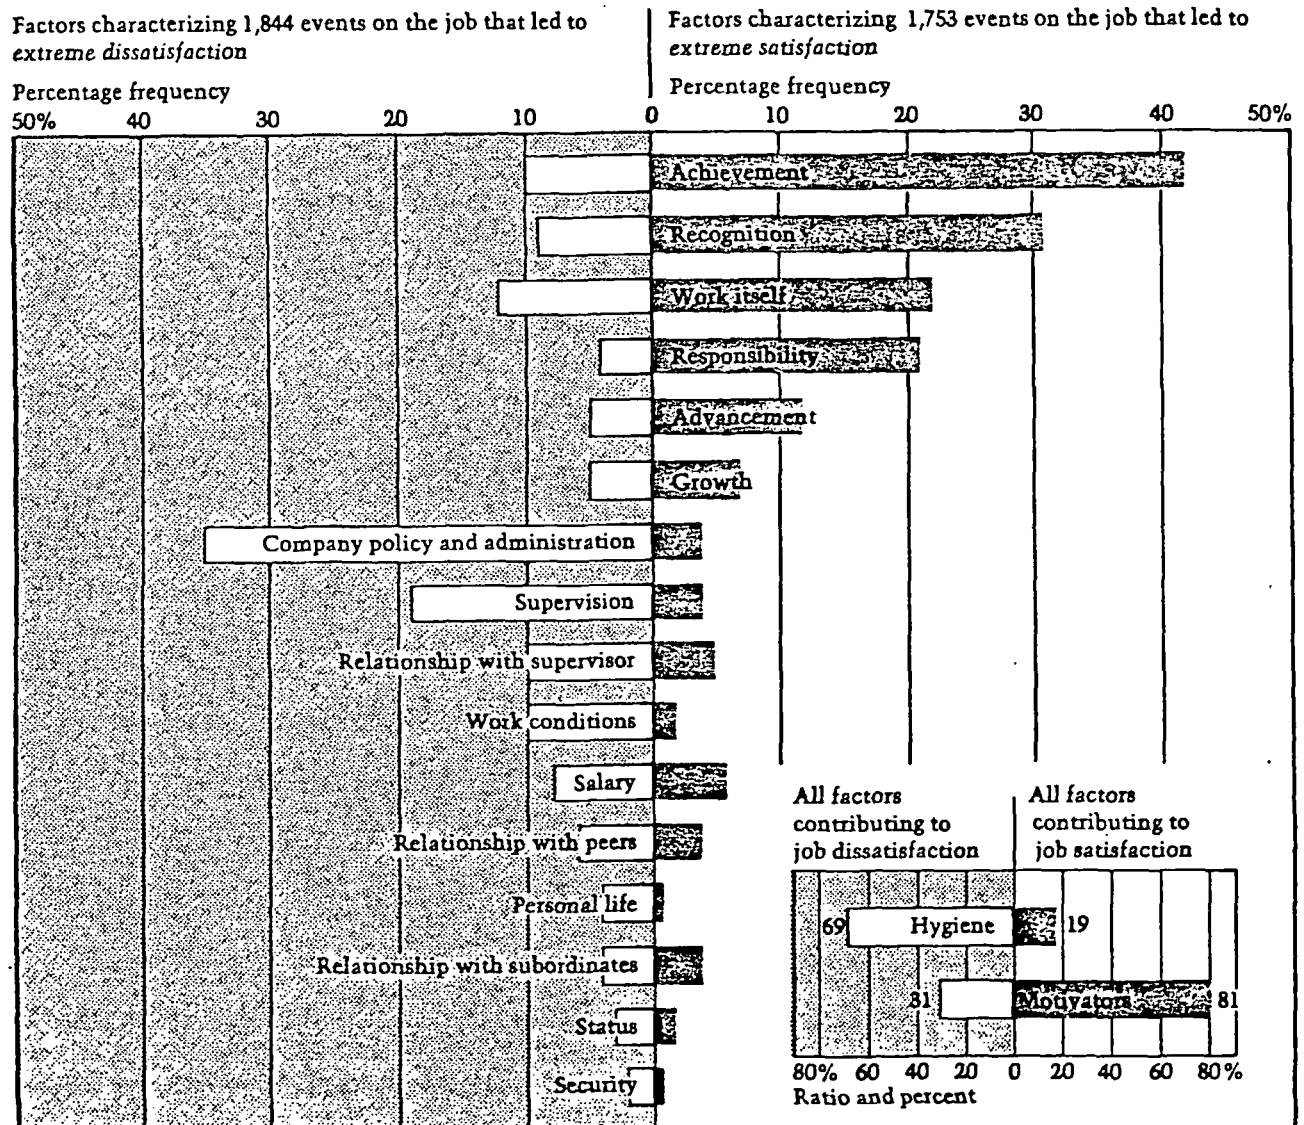 Factors characterizing 1,844 events on the job that led to
extreme dissatisfaction
Factors characterizing 1,753 events on the job that led to
extreme satisfaction
Percentage frequency
Percentage frequency
50% 40 30 20 10 0 10 20 30 40 50%
Achievement
Recognition
Work itself
Responsibility
Advancement
Growth
Company policy and administration
Supervision
Relationship with supervisor
Work conditions
Salary
Relationship with peers
Personal life
Relationship with subordinates
Status
Security
All factors
contributing to
job dissatisfaction
All factors
contributing to
job satisfaction
69 Hygiene 19
31 Motivators 81
80% 60 40 20 0 20 40 60 80%
Ratio and percent